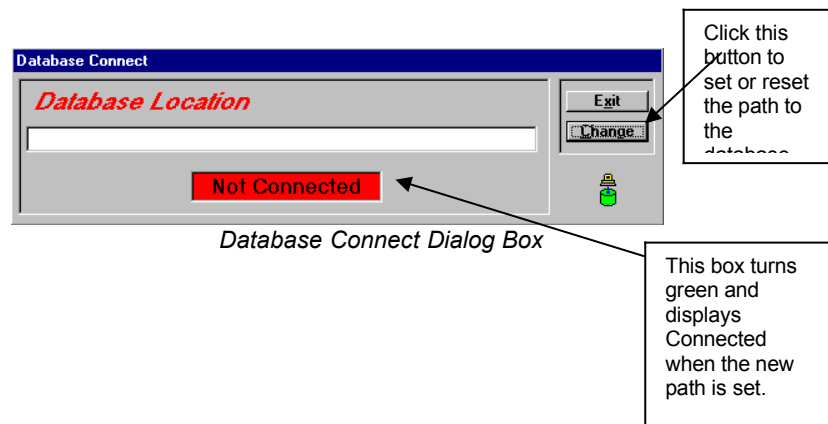 Database Connect
Database Location
Exit
Change
Not Connected
Database Connect Dialog Box
Click this
button to
set or reset
the path to
the
database
This box turns
green and
displays
Connected
when the new
path is set.